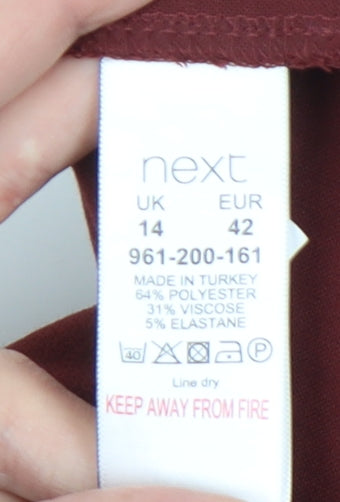 next
UK EUR
14 42
961-200-161
MADE IN TURKEY
64% POLYESTER
31% VISCOSE
5% ELASTANE
40 P
Line dry
KEEP AWAY FROM FIRE